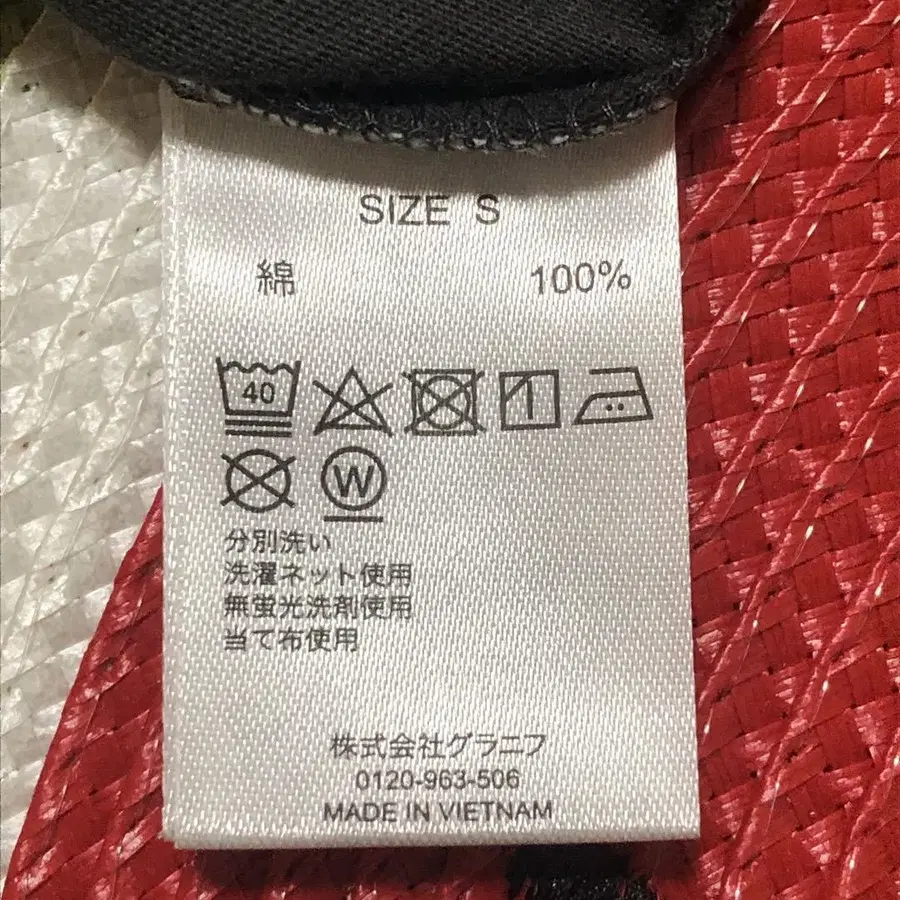 SIZE S
綿 100%
40
W
分別洗い
洗濯ネット使用
無蛍光洗剤使用
当て布使用
株式会社グラニフ
0120-963-506
MADE IN VIETNAM